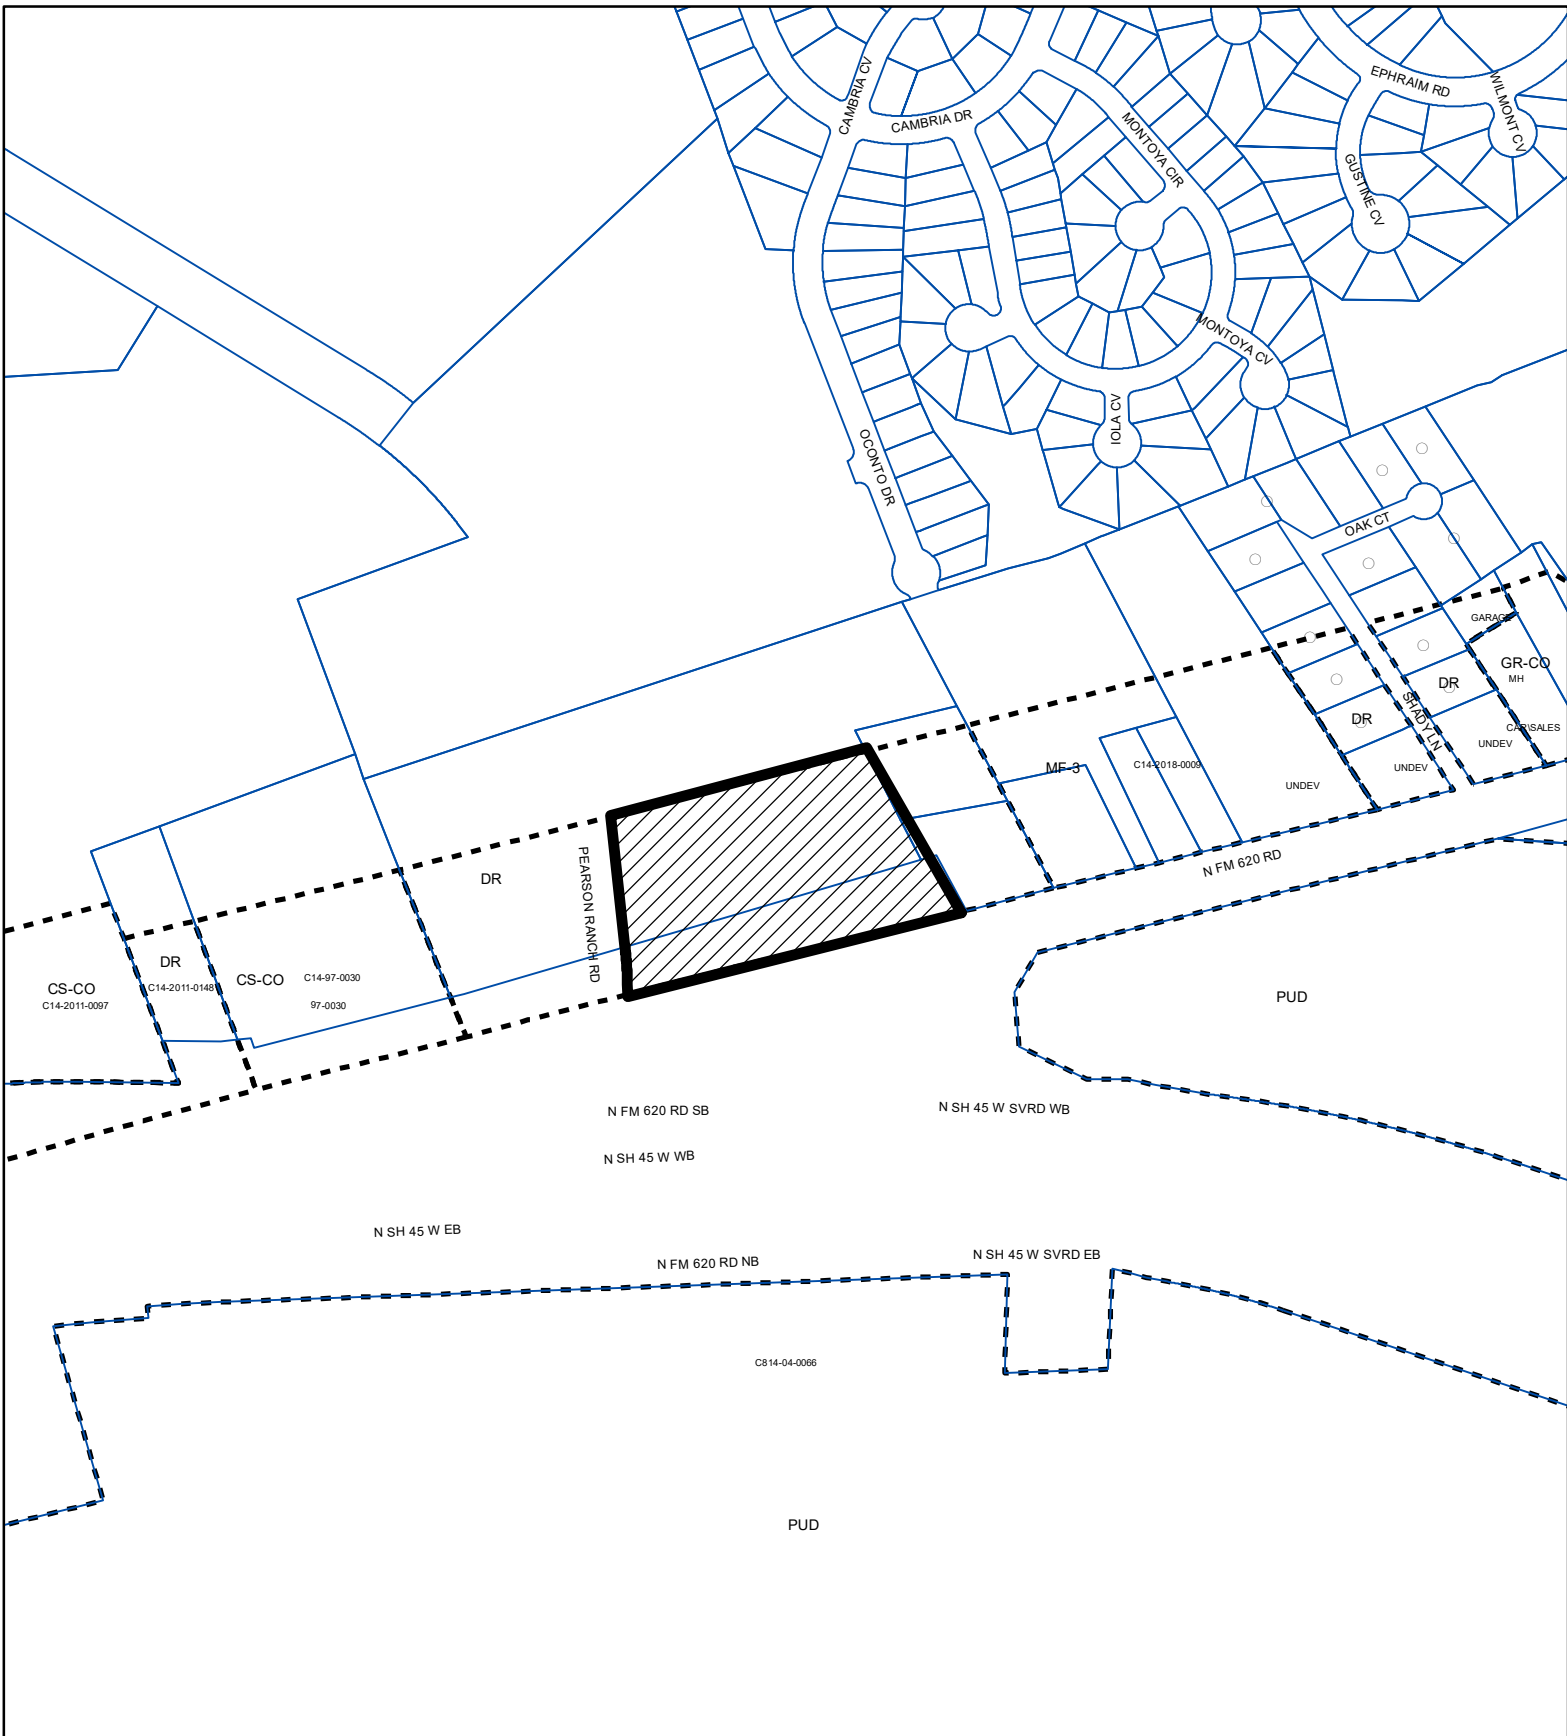 CAMBRIA CV
CAMBRIA DR
MONTOYA CIR
EPHRAIM RD
WILMONT CV
GUSTINE CV
MONTOYA CV
IOLA CV
OCONTO DR
OAK CT
GARAGE
GR-CO
MH
DR
SHADY LN
DR
CAR\SALES
UNDEV
UNDEV
MF-3
C14-2018-0009
UNDEV
N FM 620 RD
PEARSON RANCH RD
DR
DR
C14-2011-0148
CS-CO
C14-97-0030
97-0030
CS-CO
C14-2011-0097
PUD
N FM 620 RD SB
N SH 45 W SVRD WB
N SH 45 W WB
N SH 45 W EB
N FM 620 RD NB
N SH 45 W SVRD EB
C814-04-0066
PUD